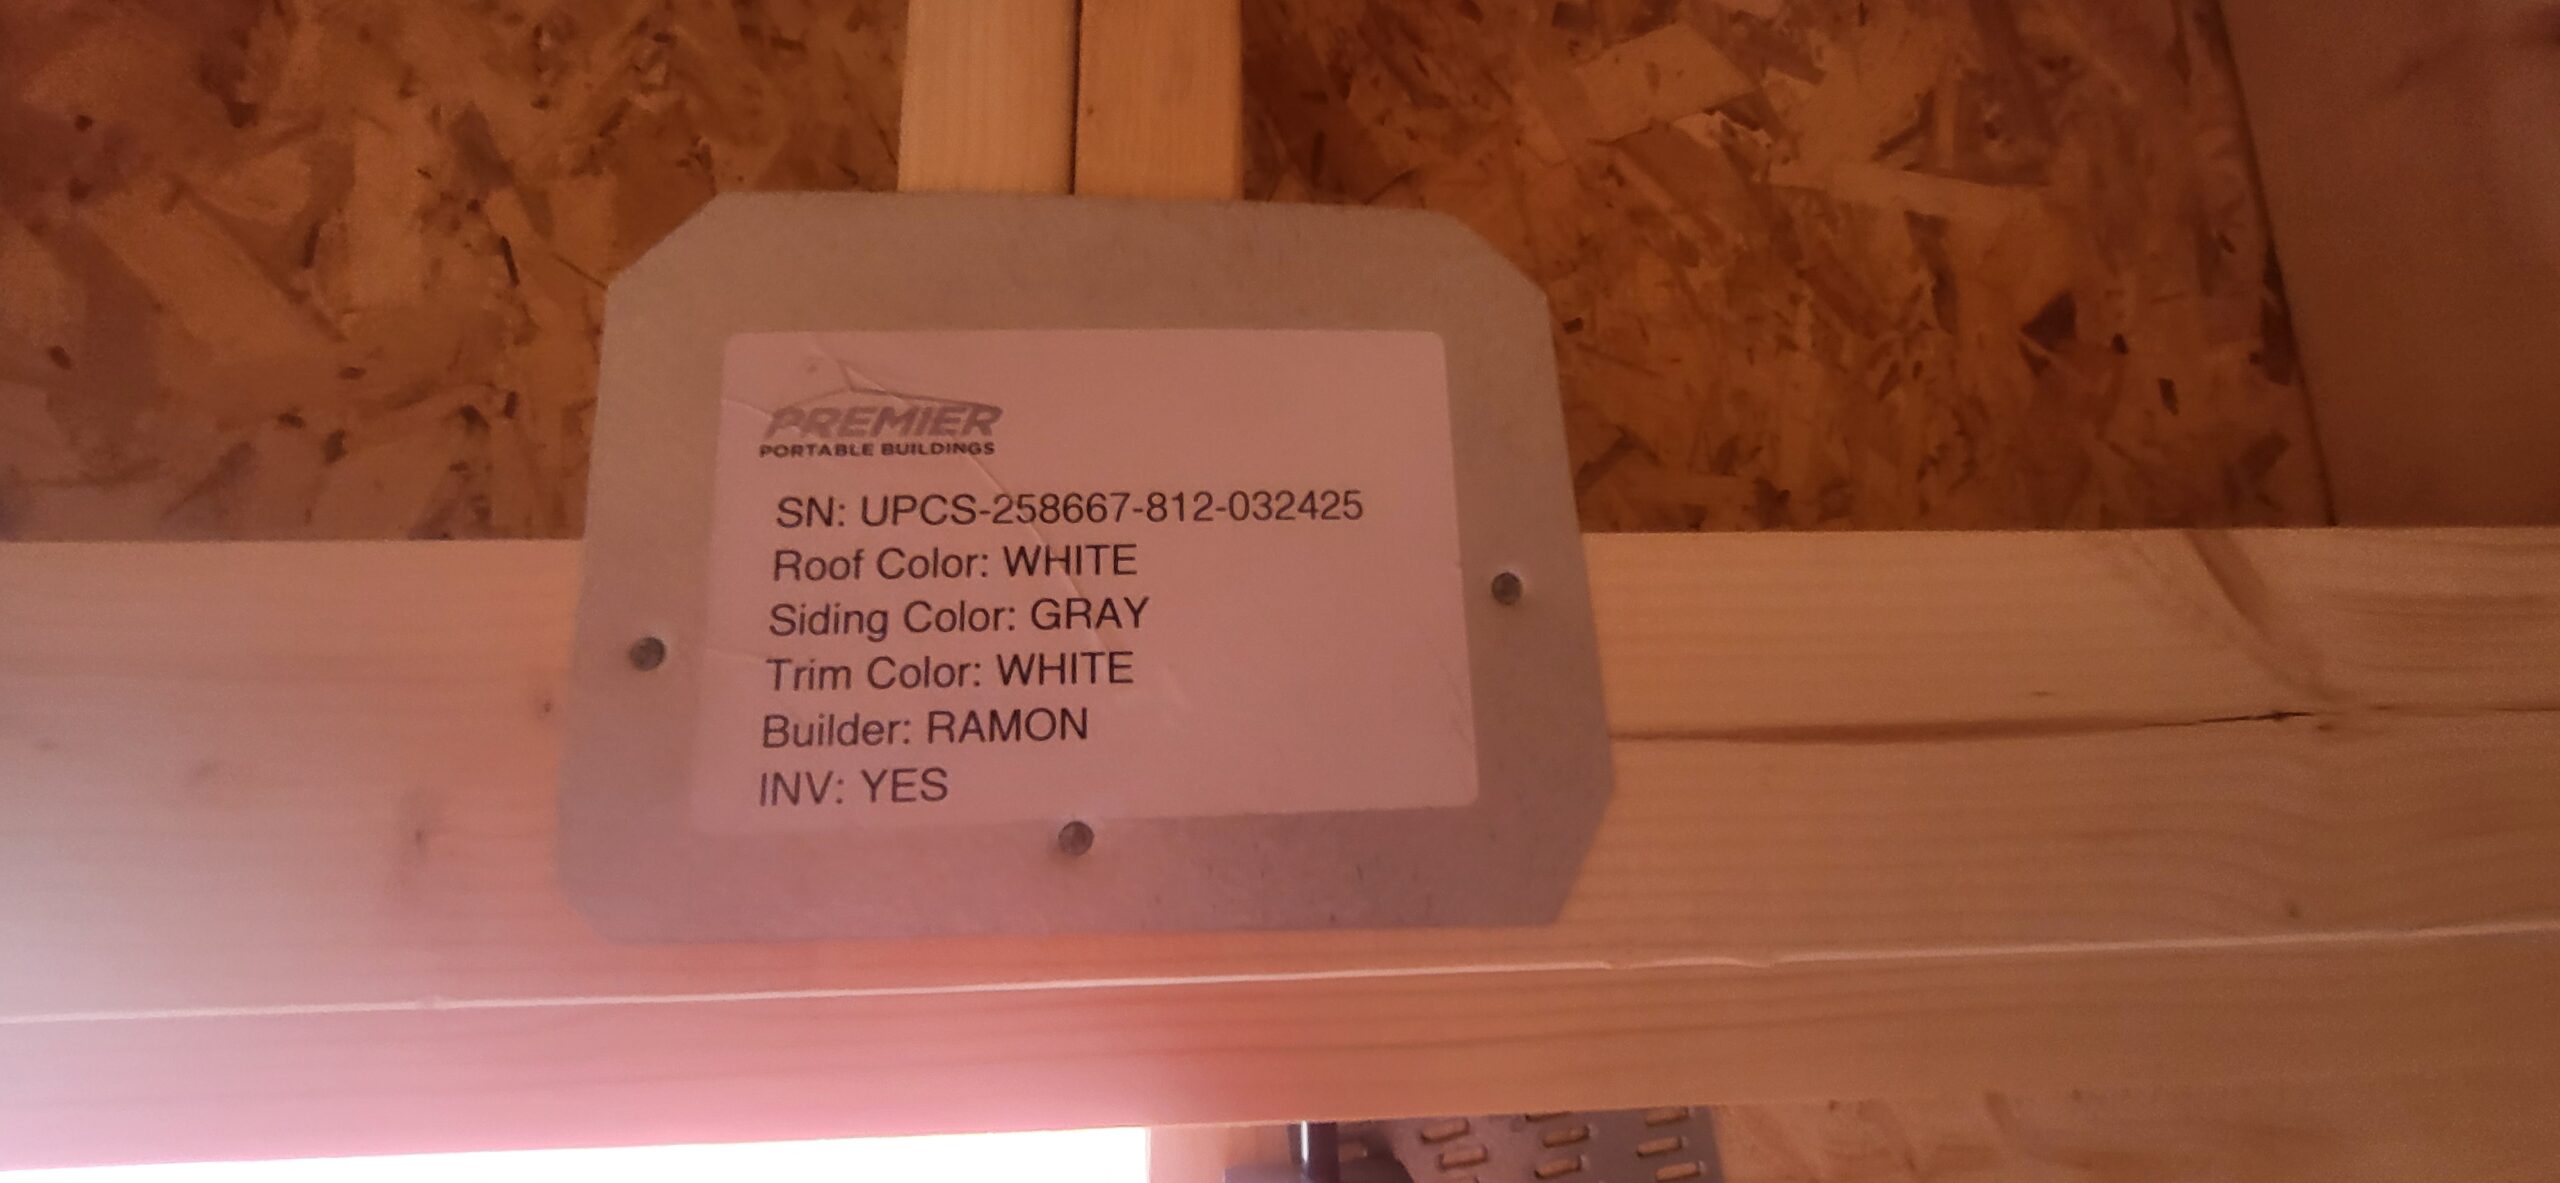 PREMIER
PORTABLE BUILDINGS
SN: UPCS-258667-812-032425
Roof Color: WHITE
Siding Color: GRAY
Trim Color: WHITE
Builder: RAMON
INV: YES